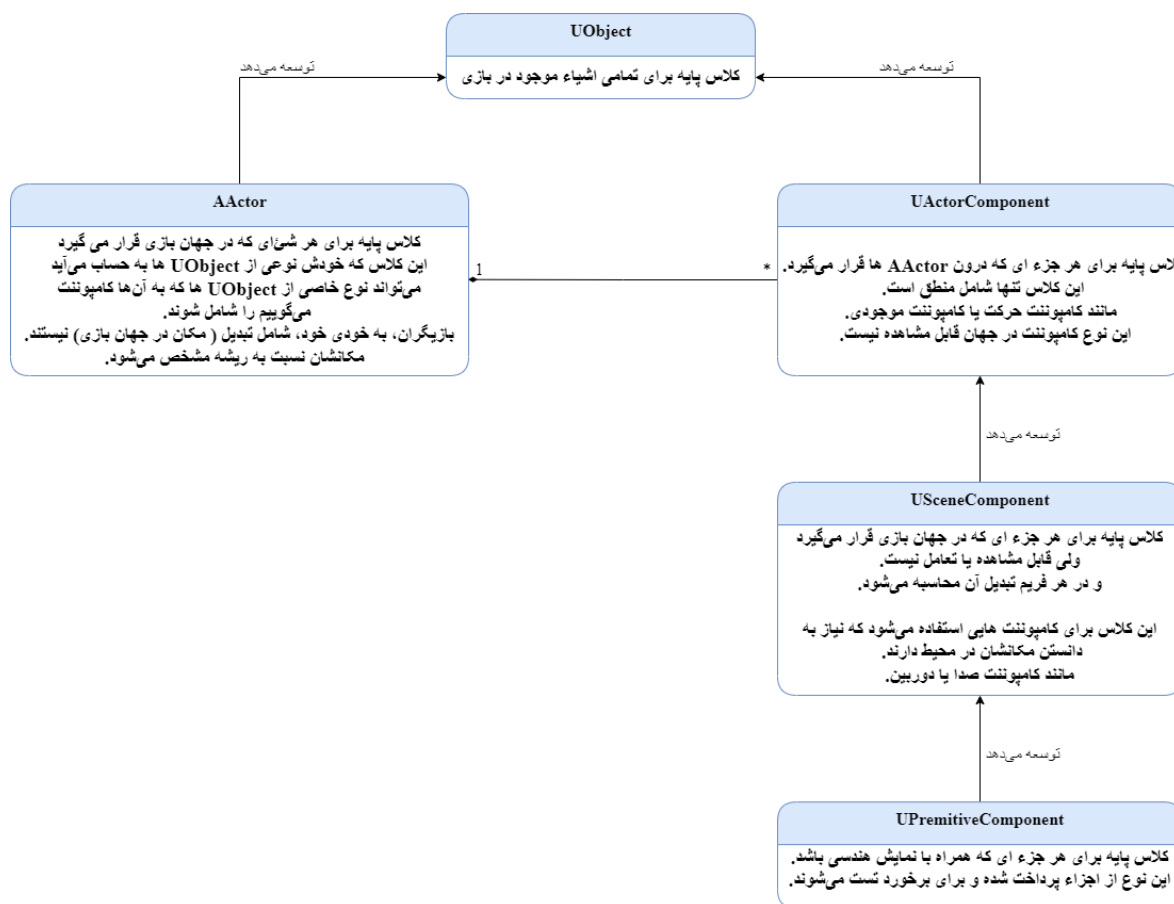 UObject
کلاس پایه برای تمامی اشیاء موجود در بازی
توسعه می‌دهد
توسعه می‌دهد
AActor
کلاس پایه برای هر شئ‌ای که در جهان بازی قرار می گیرد
این کلاس که خودش نوعی از UObject ها به حساب می‌آید
می‌تواند نوع خاصی از UObject ها که به آن‌ها کامپوننت
می‌گوییم را شامل شوند.
بازیگران، به خودی خود، شامل تبدیل ( مکان در جهان بازی) نیستند.
مکانشان نسبت به ریشه مشخص می‌شود.
1
*
UActorComponent
لاس پایه برای هر جزء ای که درون AActor ها قرار می‌گیرد.
این کلاس تنها شامل منطق است.
مانند کامپوننت حرکت یا کامپوننت موجودی.
این نوع کامپوننت در جهان قابل مشاهده نیست.
توسعه می‌دهد
USceneComponent
کلاس پایه برای هر جزء ای که در جهان بازی قرار می‌گیرد
ولی قابل مشاهده یا تعامل نیست.
و در هر فریم تبدیل آن محاسبه می‌شود.
این کلاس برای کامپوننت هایی استفاده می‌شود که نیاز به
دانستن مکانشان در محیط دارند.
مانند کامپوننت صدا یا دوربین.
توسعه می‌دهد
UPremitiveComponent
کلاس پایه برای هر جزء ای که همراه با نمایش هندسی باشد.
این نوع از اجزاء پرداخت شده و برای برخورد تست می‌شوند.